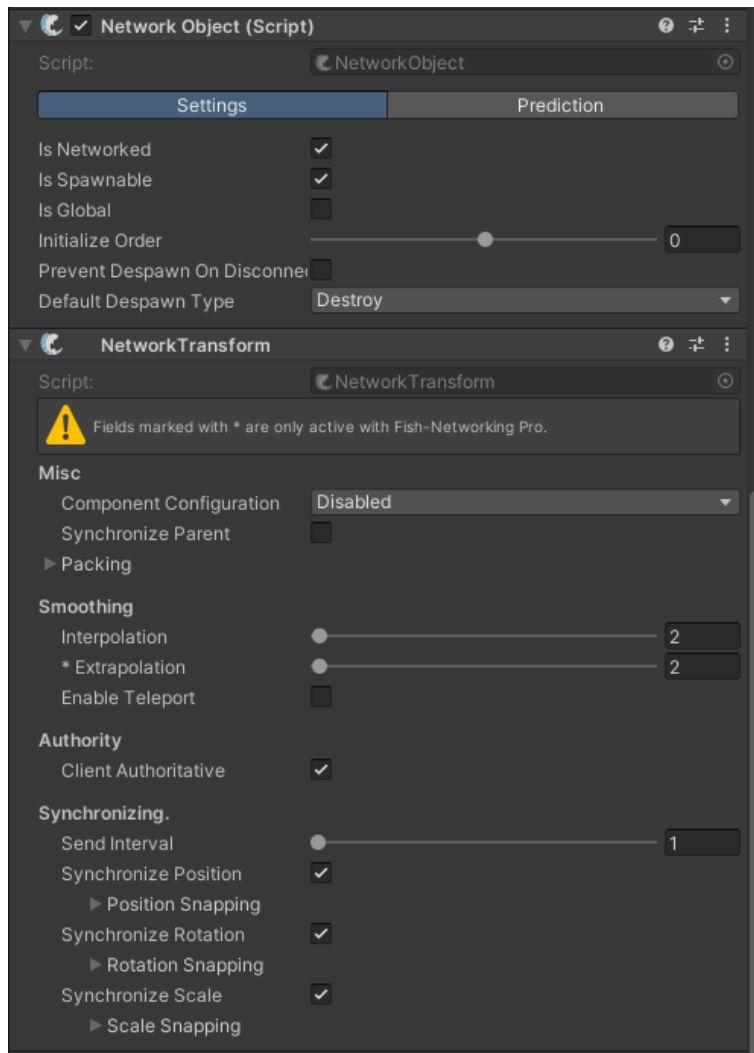 Network Object (Script)
Script: NetworkObject
Settings Prediction
Is Networked
Is Spawnable
Is Global
Initialize Order 0
Prevent Despawn On Disconnec
Default Despawn Type Destroy
NetworkTransform
Script: NetworkTransform
Fields marked with * are only active with Fish-Networking Pro.
Misc
Component Configuration Disabled
Synchronize Parent
Packing
Smoothing
Interpolation 2
* Extrapolation 2
Enable Teleport
Authority
Client Authoritative
Synchronizing.
Send Interval 1
Synchronize Position
Position Snapping
Synchronize Rotation
Rotation Snapping
Synchronize Scale
Scale Snapping